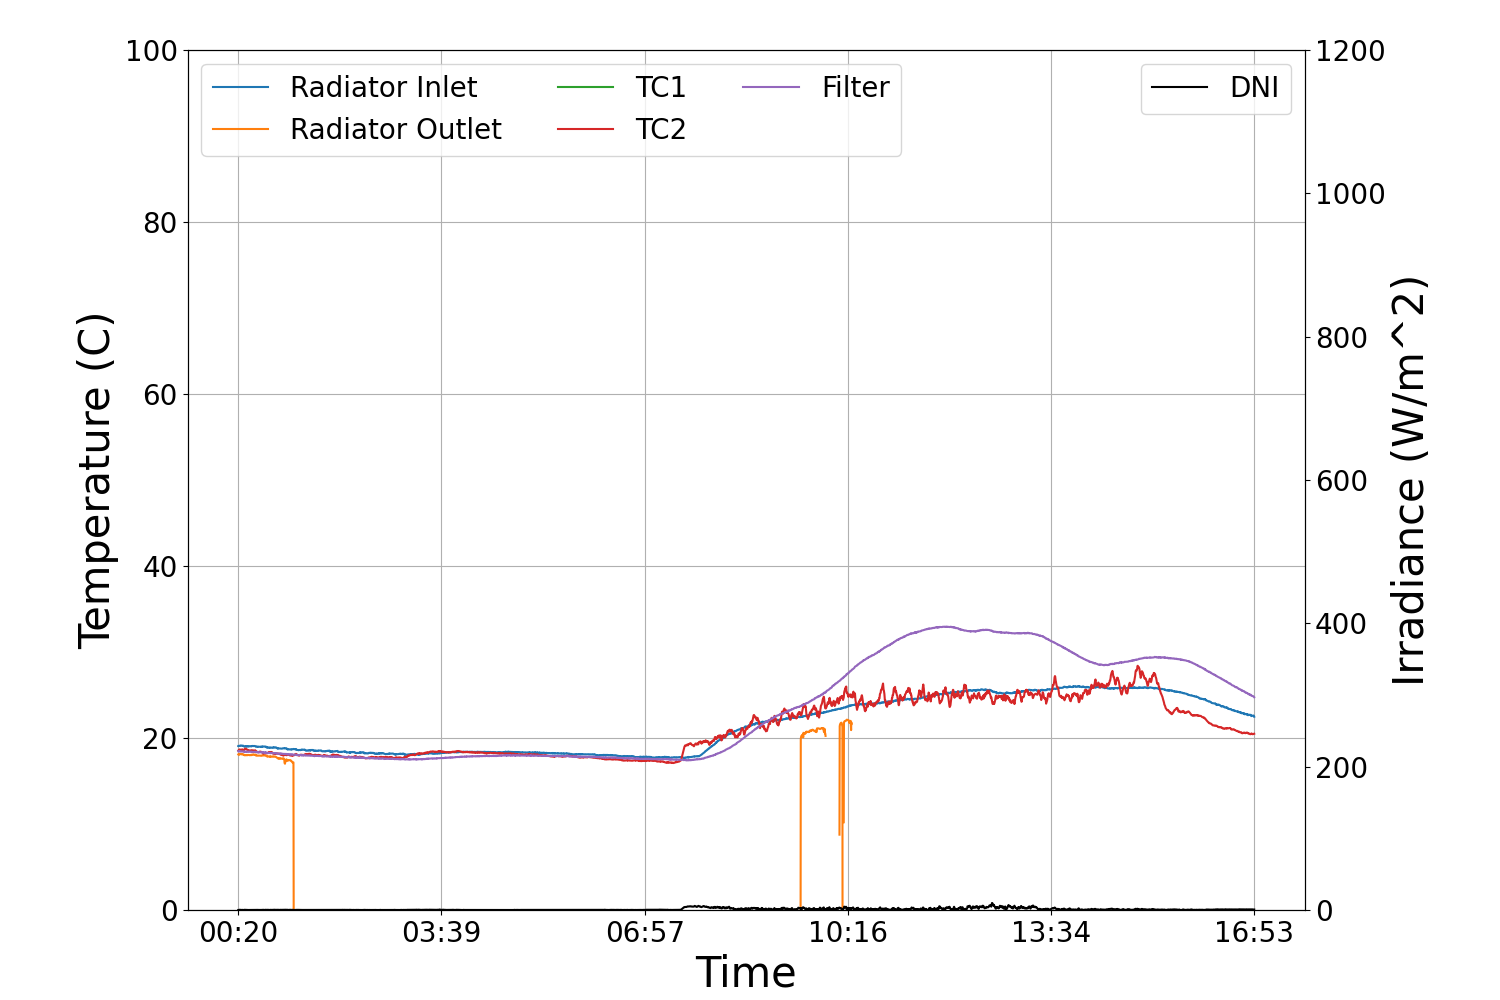 100
80
60
40
20
0
Temperature (C)
Radiator Inlet
Radiator Outlet
TC1
TC2
Filter
DNI
1200
1000
800
600
400
200
0
Irradiance (W/m^2)
00:20 03:39 06:57 10:16 13:34 16:53
Time